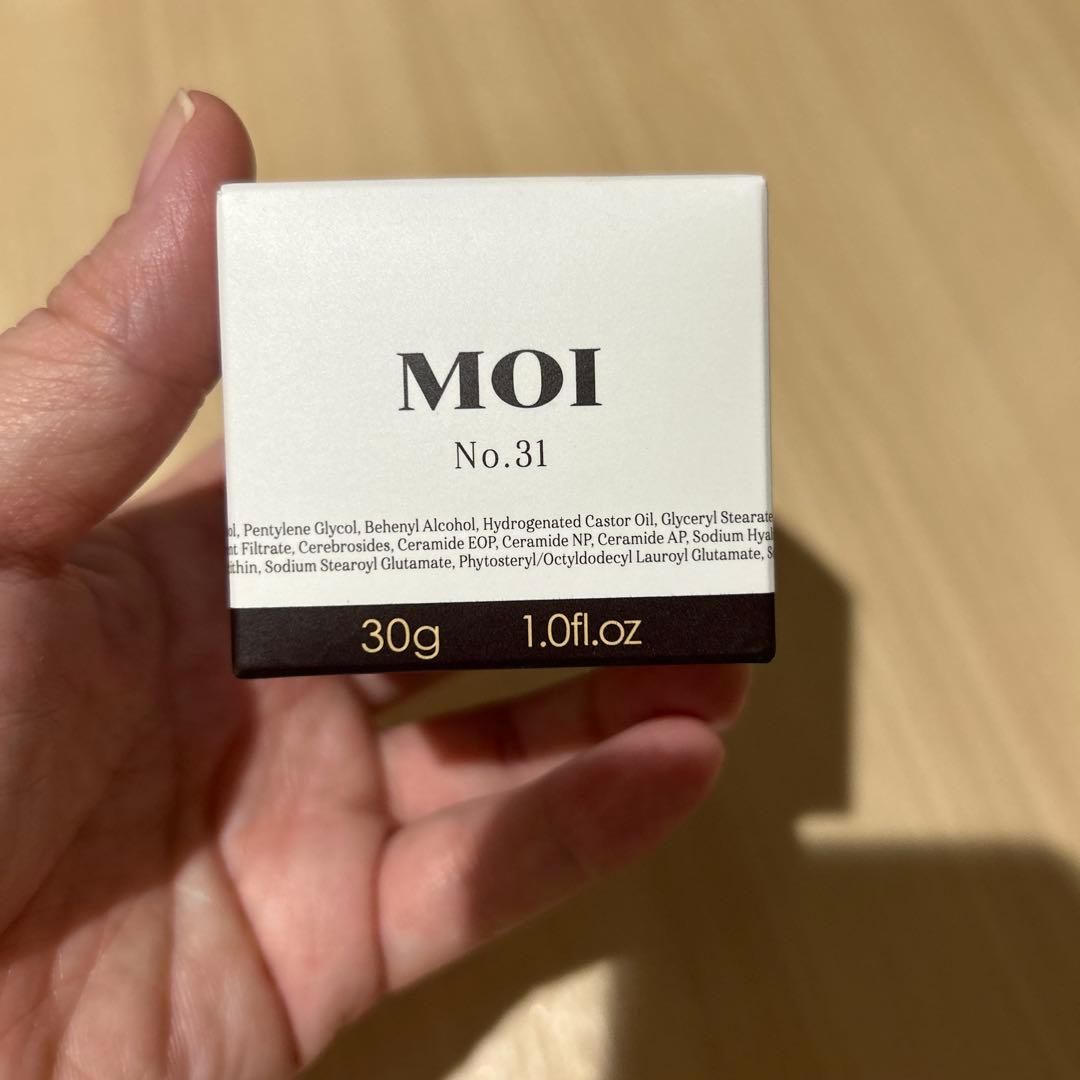 MOI
No.31
Pentylene Glycol, Behenyl Alcohol, Hydrogenated Castor Oil, Glyceryl Stearate
Filtrate, Cerebrosides, Ceramide EOP, Ceramide NP, Ceramide AP, Sodium Hyal
Sodium Stearoyl Glutamate, Phytosteryl/Octyldodecyl Lauroyl Glutamate,
30g 1.0fl.oz